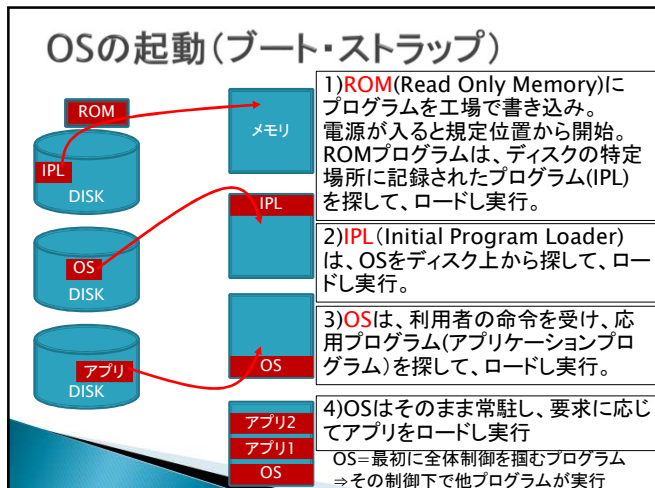 OSの起動(ブート・ストラップ)
ROM
IPL
DISK
メモリ
1)ROM(Read Only Memory)に
プログラムを工場で書き込み。
電源が入ると規定位置から開始。
ROMプログラムは、ディスクの特定
場所に記録されたプログラム(IPL)
を探して、ロードし実行。
OS
DISK
IPL
2)IPL(Initial Program Loader)
は、OSをディスク上から探して、ロー
ドし実行。
アプリ
DISK
OS
3)OSは、利用者の命令を受け、応
用プログラム(アプリケーションプロ
グラム)を探して、ロードし実行。
アプリ2
アプリ1
OS
4)OSはそのまま常駐し、要求に応じ
てアプリをロードし実行
OS=最初に全体制御を掴むプログラム
⇒その制御下で他プログラムが実行